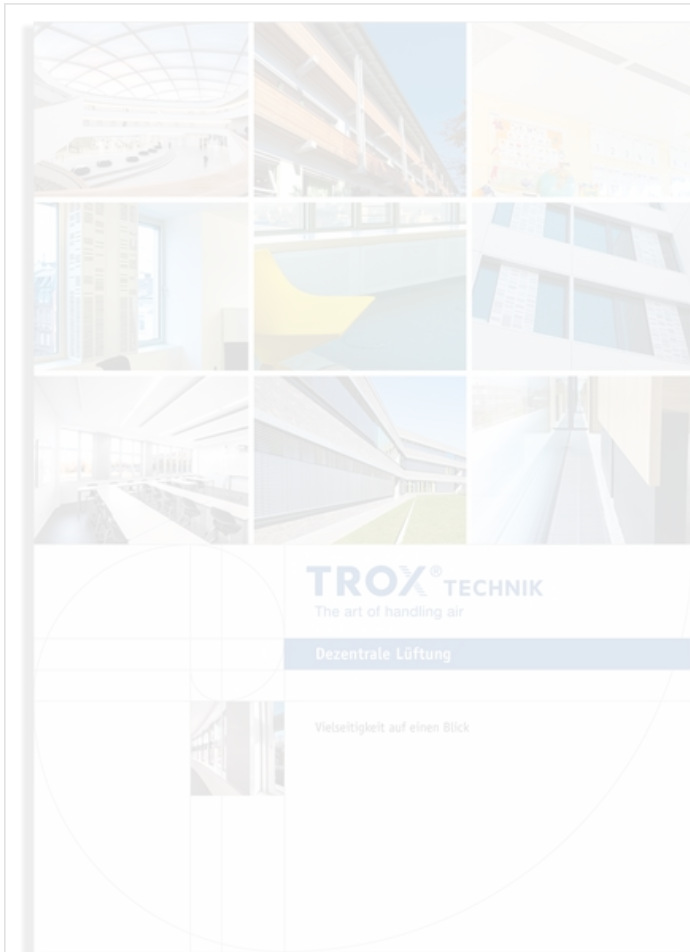 TROX® TECHNIK
The art of handling air
Dezentrale Lüftung
Vielseitigkeit auf einen Blick